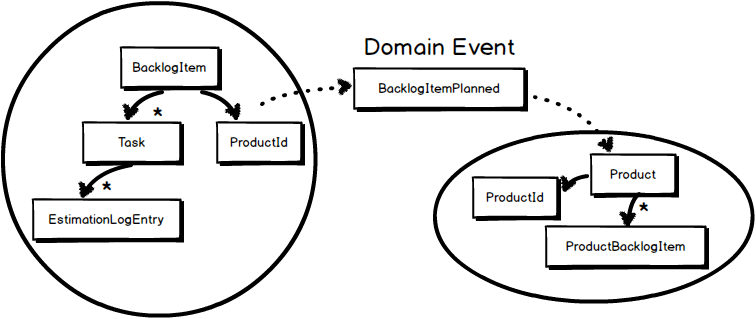 Domain Event
BacklogItem
BacklogItemPlanned
*
Task
ProductId
Product
*
ProductId
*
EstimationLogEntry
ProductBacklogItem